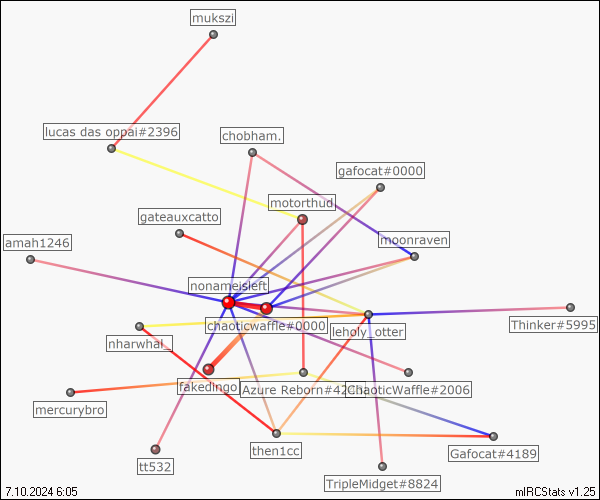 mukszi
lucas das oppai#2396
chobham.
gafocat#0000
motorthud
gateauxcatto
amah1246
moonraven
nonameisleft
chaoticwaffle#0000
leholy_otter
Thinker#5995
nharwhal_
fakedingo
Azure Reborn#42
ChaoticWaffle#2006
mercurybro
then1cc
Gafocat#4189
tt532
TripleMidget#8824
7.10.2024 6:05
mIRCStats v1.25